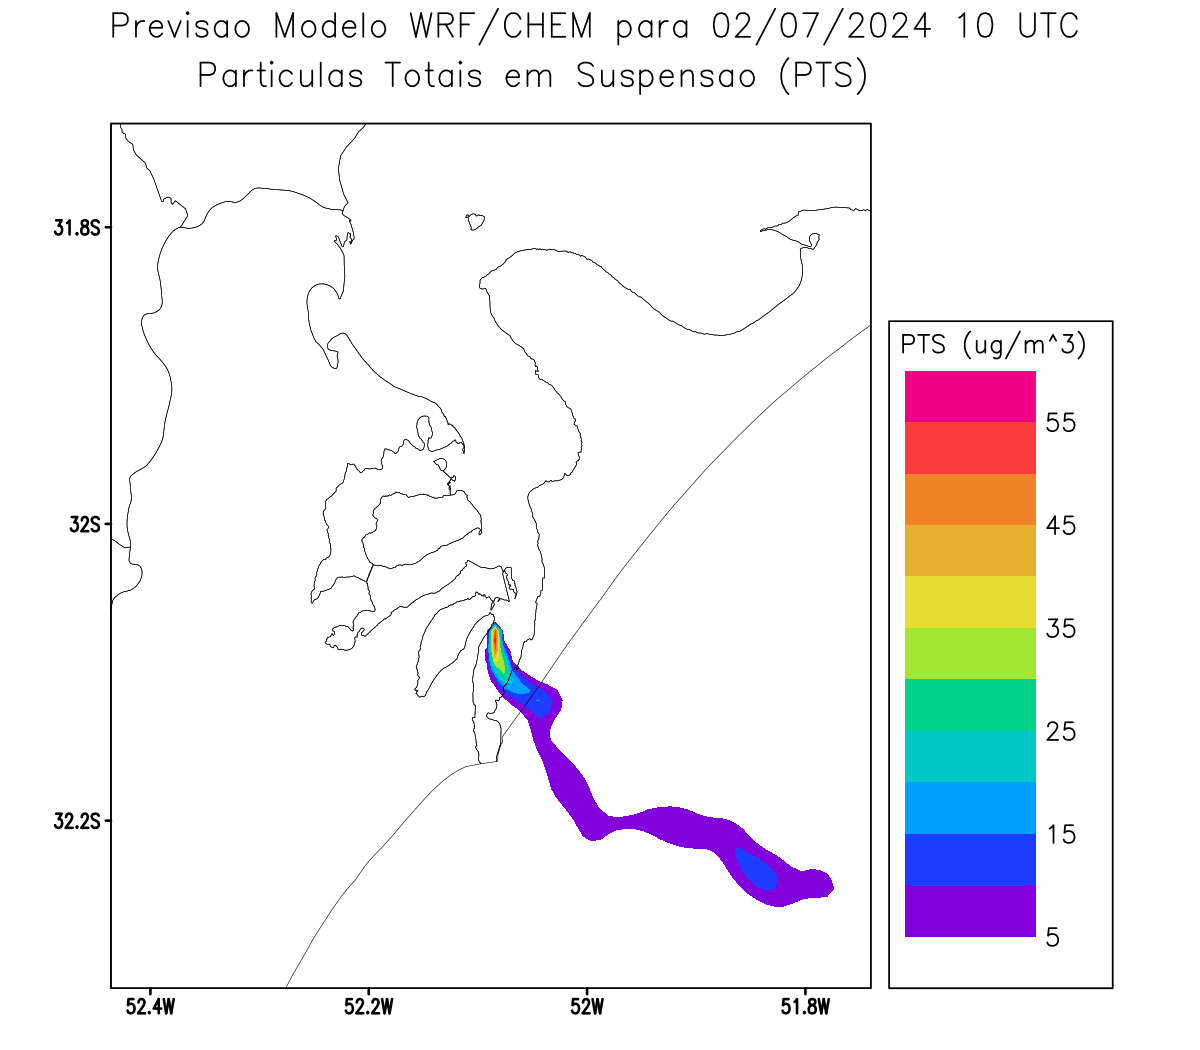 Previsao Modelo WRF/CHEM para 02/07/2024 10 UTC
Particulas Totais em Suspensao (PTS)
31.8S
32S
32.2S
52.4W
52.2W
52W
51.8W
PTS (ug/m^3)
55
45
35
25
15
5